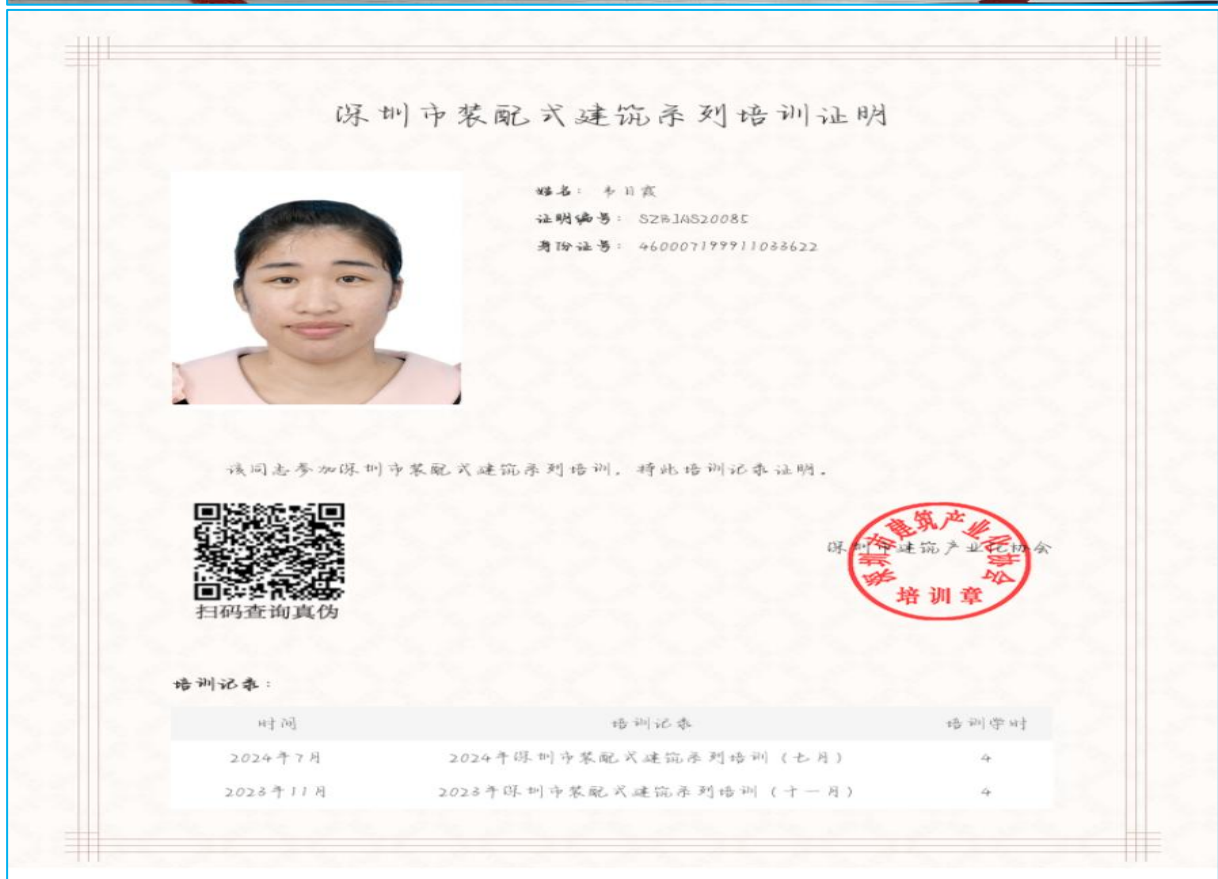 深圳市装配式建筑系列培训证明
姓名： 韦日霞
证明编号： SZBIAS20085
身份证号： 460007199911033622
该同志参加深圳市装配式建筑系列培训，特此培训记录证明。
扫码查询真伪
深圳市建筑产业化协会
深圳市建筑产业化协会
培训章
培训记录：
时间 培训记录 培训学时
2024年7月 2024年深圳市装配式建筑系列培训（七月） 4
2023年11月 2023年深圳市装配式建筑系列培训（十一月） 4